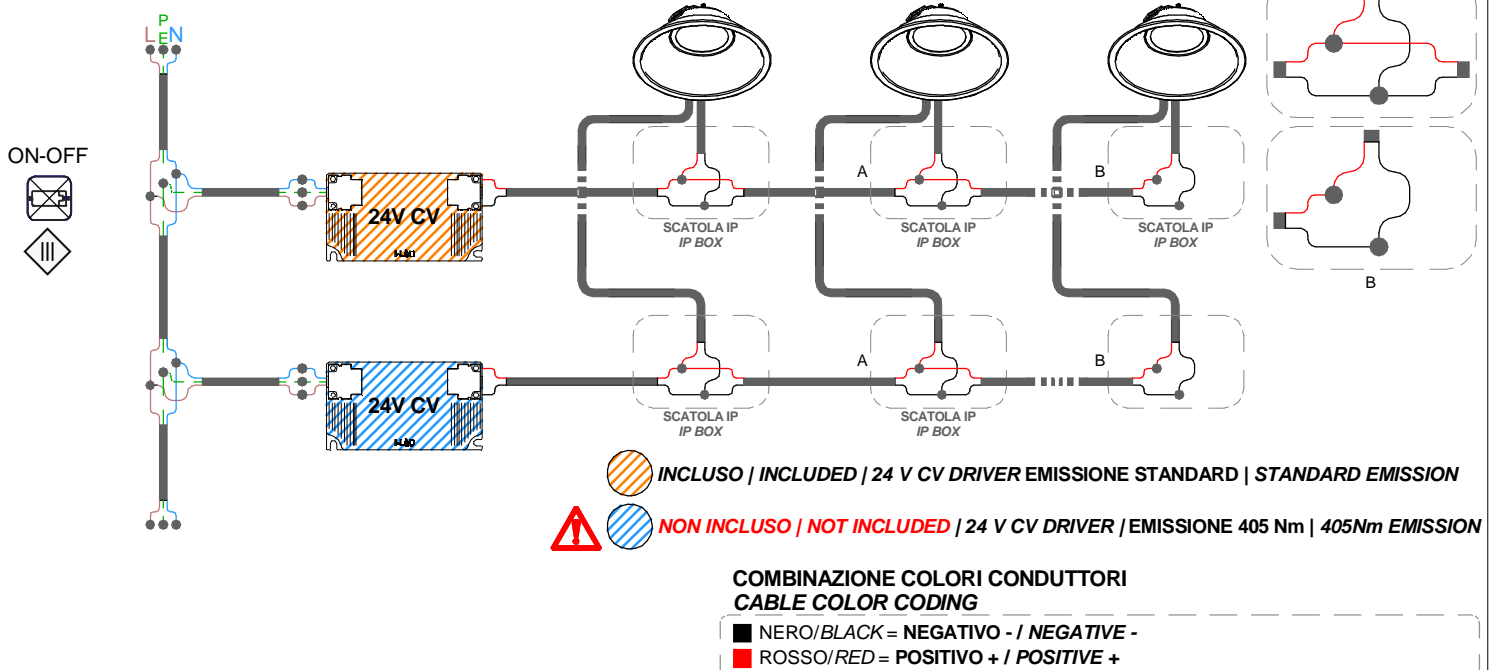 L
P
E
N
ON-OFF
24V CV
A
B
SCATOLA IP
IP BOX
SCATOLA IP
IP BOX
SCATOLA IP
IP BOX
B
24V CV
A
B
SCATOLA IP
IP BOX
SCATOLA IP
IP BOX
INCLUSO / INCLUDED / 24 V CV DRIVER EMISSIONE STANDARD | STANDARD EMISSION
NON INCLUSO / NOT INCLUDED / 24 V CV DRIVER / EMISSIONE 405 Nm | 405Nm EMISSION
COMBINAZIONE COLORI CONDUTTORI
CABLE COLOR CODING
NERO/BLACK = NEGATIVO - / NEGATIVE -
ROSSO/RED = POSITIVO + / POSITIVE +